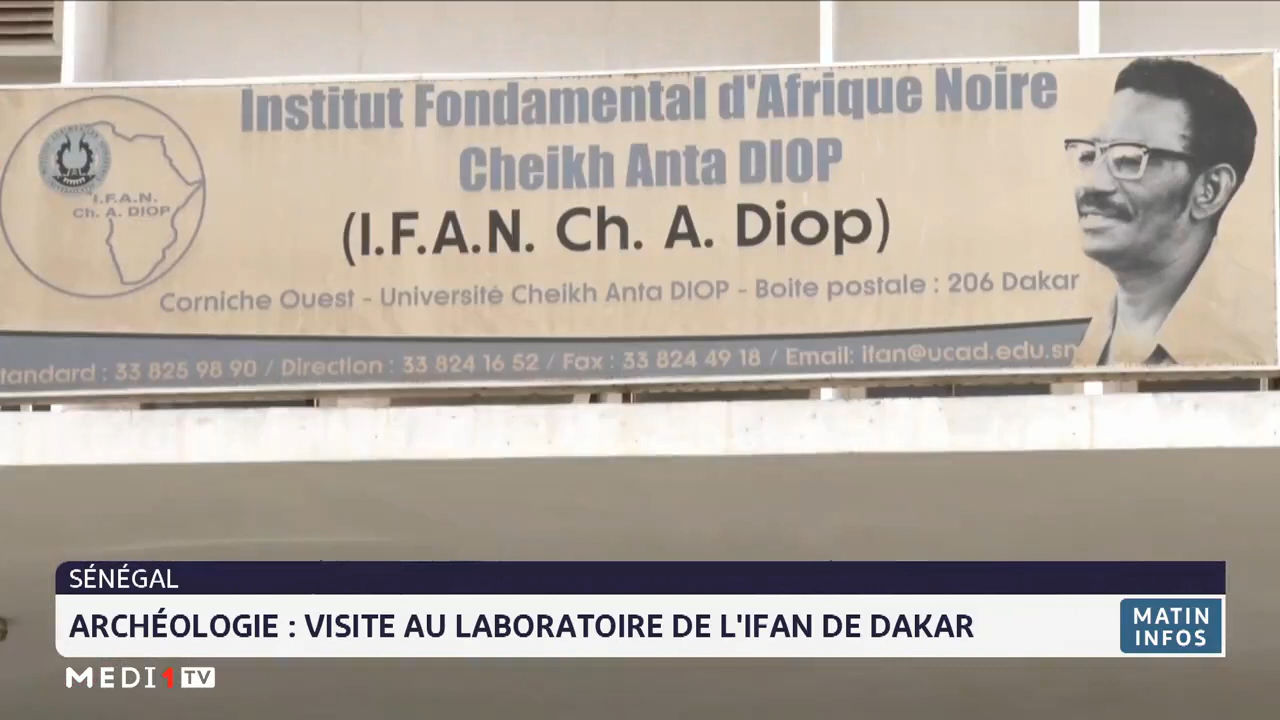 Institut Fondamental d'Afrique Noire
Cheikh Anta DIOP
(I.F.A.N. Ch. A. Diop)
I.F.A.N.
Ch. A. DIOP
Corniche Ouest - Université Cheikh Anta DIOP - Boite postale : 206 Dakar
tandard : 33 825 98 90 / Direction : 33 824 16 52 / Fax : 33 824 49 18 / Email: ifan@ucad.edu.sn
SÉNÉGAL
ARCHÉOLOGIE : VISITE AU LABORATOIRE DE L'IFAN DE DAKAR
MATIN
INFOS
MEDI1 TV